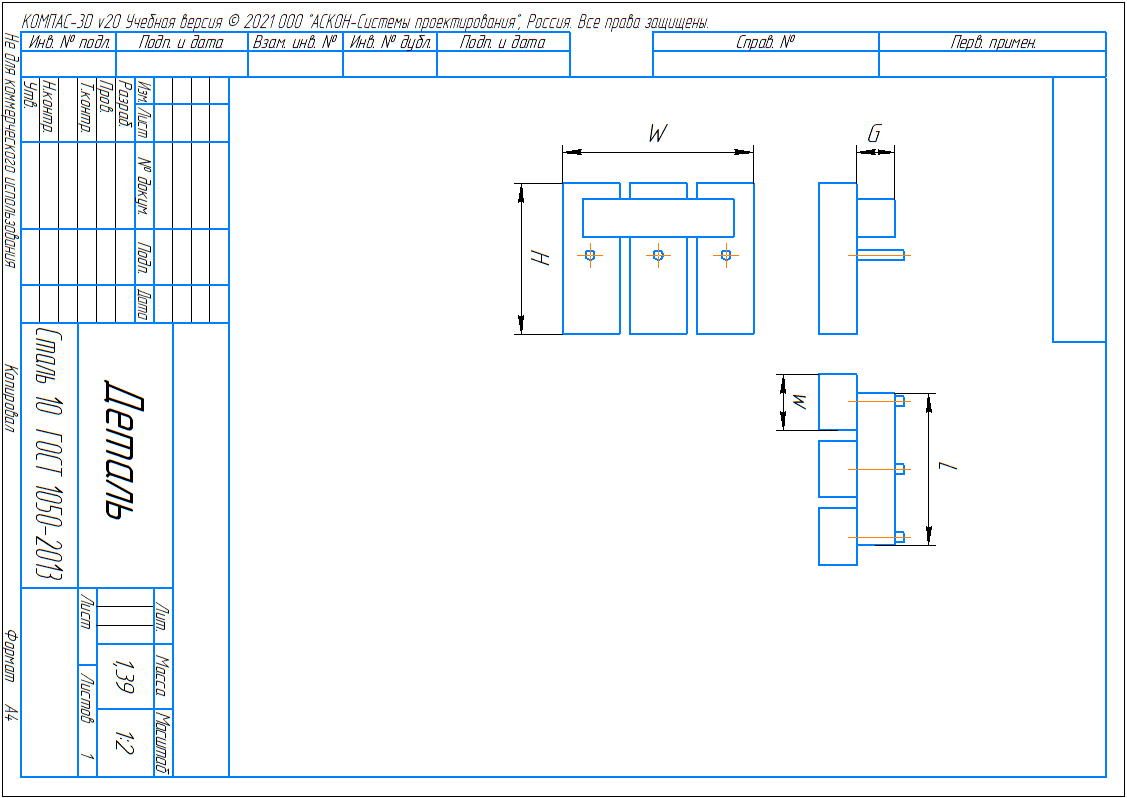 КОМПАС-3D v20 Учебная версия © 2021 ООО "АСКОН-Системы проектирования", Россия. Все права защищены.
Инв. № подл. Подп. и дата Взам. инв. № Инв. № дубл. Подп. и дата Справ. № Перв. примен.
Не для коммерческого использования
Изм. Лист № докум. Подп. Дата
Разраб.
Пров.
Т.контр.
Н.контр.
Утв.
W
G
H
w
L
Деталь
Сталь 10 ГОСТ 1050-2013
Лит. Масса Масштаб
1,39 1:2
Лист Листов 1
Копировал Формат А4